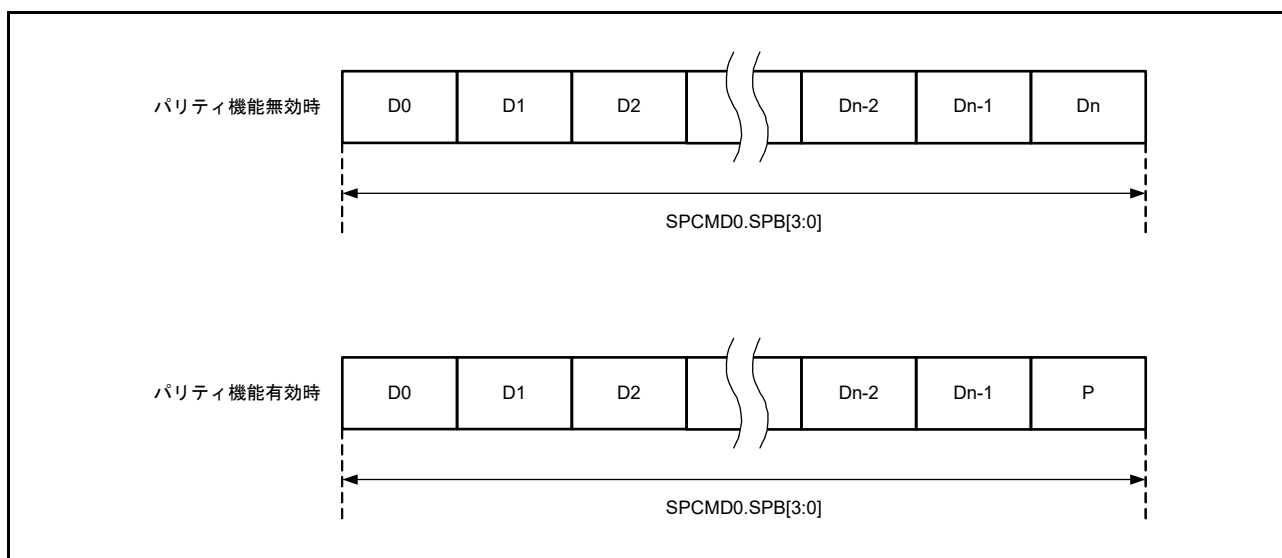 パリティ機能無効時 D0 D1 D2 Dn-2 Dn-1 Dn
SPCMD0.SPB[3:0]
パリティ機能有効時 D0 D1 D2 Dn-2 Dn-1 P
SPCMD0.SPB[3:0]